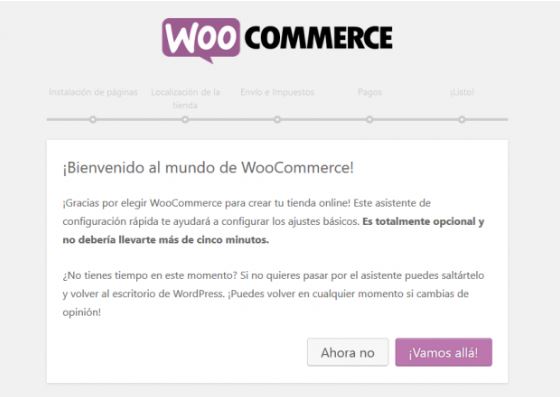 WOO COMMERCE
Instalación de páginas
Localización de la
tienda
Envío e Impuestos
Pagos
¡Listo!
¡Bienvenido al mundo de WooCommerce!
¡Gracias por elegir WooCommerce para crear tu tienda online! Este asistente de
configuración rápida te ayudará a configurar los ajustes básicos. Es totalmente opcional y
no debería llevarte más de cinco minutos.
¿No tienes tiempo en este momento? Si no quieres pasar por el asistente puedes saltártelo
y volver al escritorio de WordPress. ¡Puedes volver en cualquier momento si cambias de
opinión!
Ahora no
¡Vamos allá!